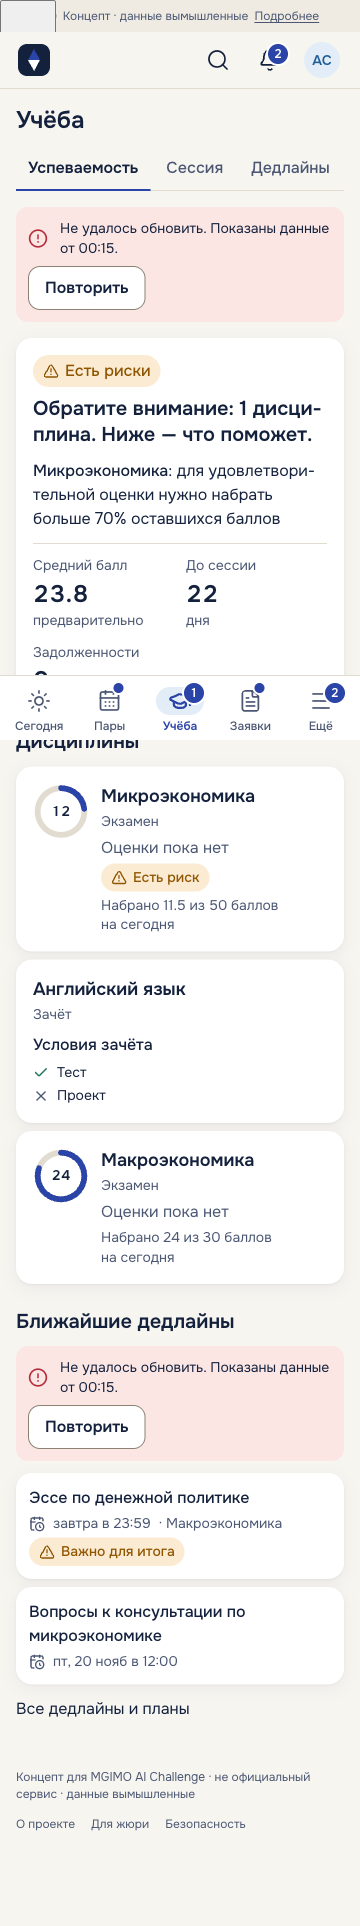 Концепт · данные вымышленные Подробнее
2
АС
Учёба
Успеваемость Сессия Дедлайны
Не удалось обновить. Показаны данные
от 00:15.
Повторить
Есть риски
Обратите внимание: 1 дисци-
плина. Ниже — что поможет.
Микроэкономика: для удовлетвори-
тельной оценки нужно набрать
больше 70% оставшихся баллов
Средний балл До сессии
23.8 22
предварительно дня
Задолженности
1 2
Сегодня Пары Учёба Заявки Ещё
Дисциплины
12 Микроэкономика
Экзамен
Оценки пока нет
Есть риск
Набрано 11.5 из 50 баллов
на сегодня
Английский язык
Зачёт
Условия зачёта
Тест
Проект
24 Макроэкономика
Экзамен
Оценки пока нет
Набрано 24 из 30 баллов
на сегодня
Ближайшие дедлайны
Не удалось обновить. Показаны данные
от 00:15.
Повторить
Эссе по денежной политике
завтра в 23:59 · Макроэкономика
Важно для итога
Вопросы к консультации по
микроэкономике
пт, 20 нояб в 12:00
Все дедлайны и планы
Концепт для MGIMO AI Challenge · не официальный
сервис · данные вымышленные
О проекте Для жюри Безопасность